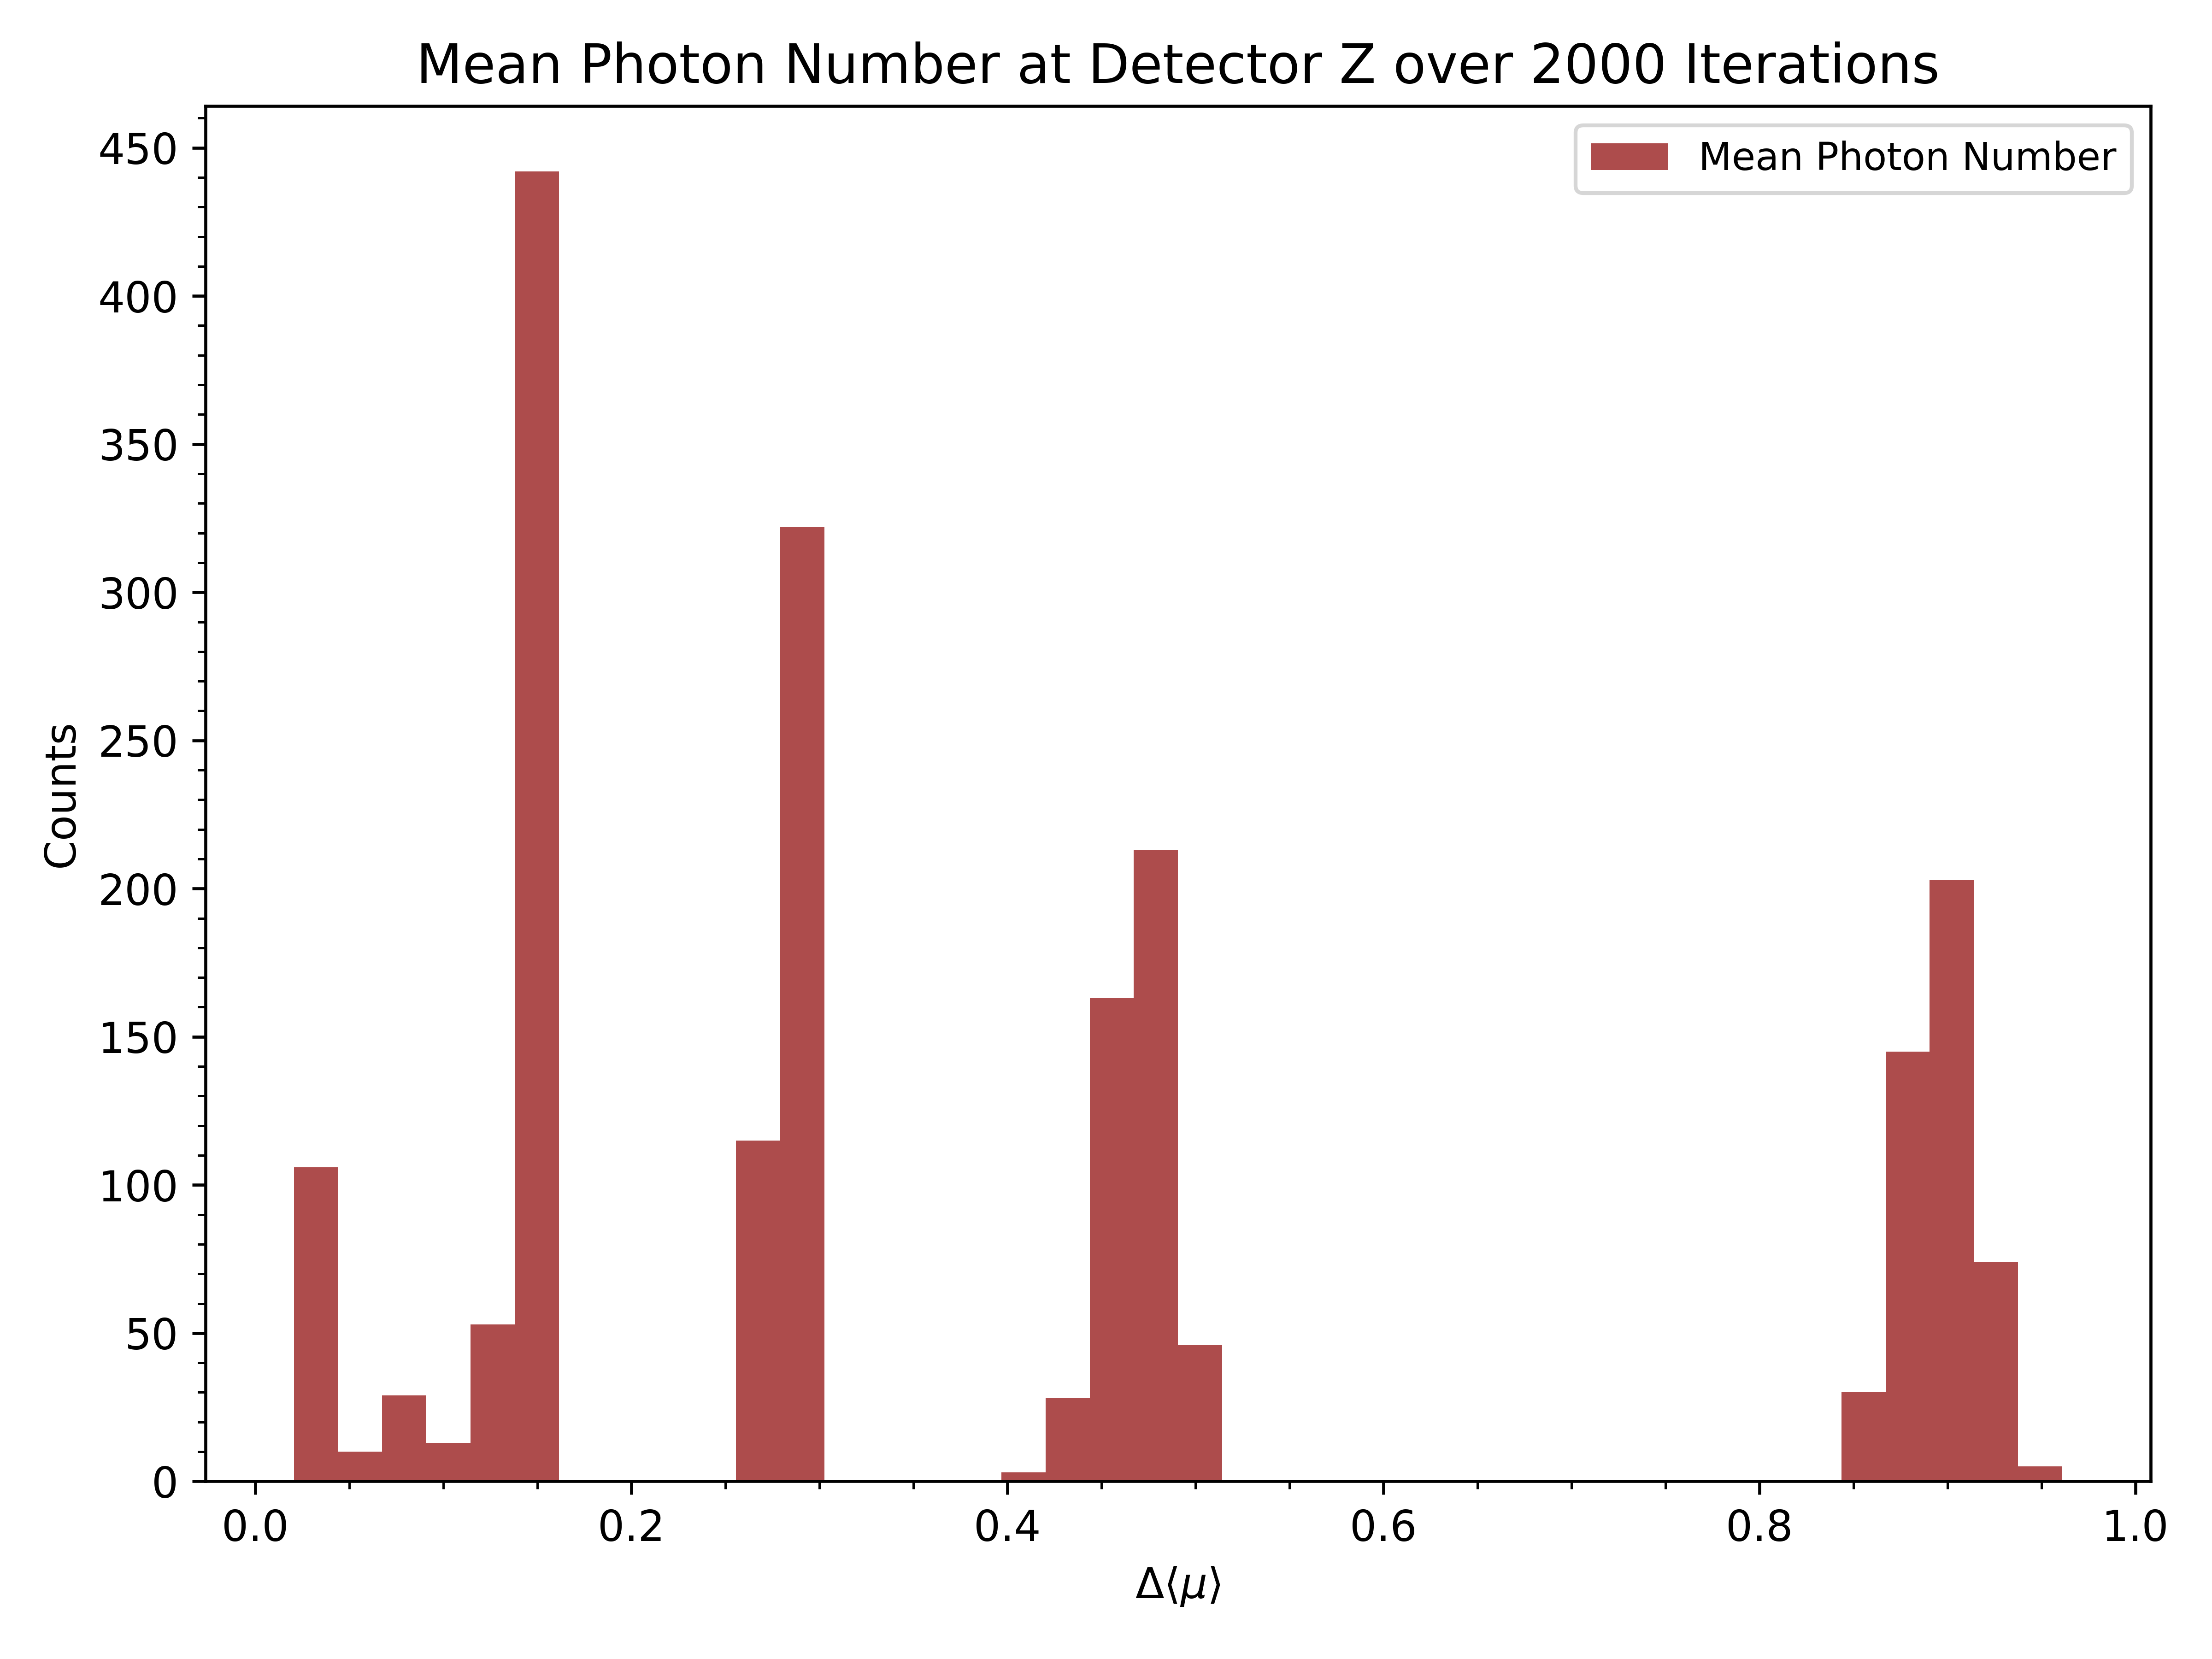 Mean Photon Number at Detector Z over 2000 Iterations
Mean Photon Number
450
400
350
300
250
200
150
100
50
0
Counts
0.0 0.2 0.4 0.6 0.8 1.0
Δ⟨μ⟩